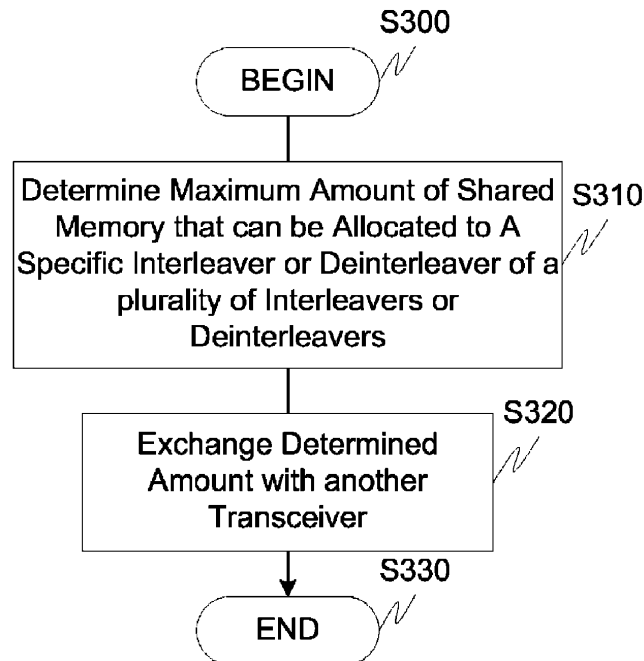 S300
BEGIN
Determine Maximum Amount of Shared
Memory that can be Allocated to A
Specific Interleaver or Deinterleaver of a
plurality of Interleavers or
Deinterleavers
S310
Exchange Determined
Amount with another
Transceiver
S320
S330
END